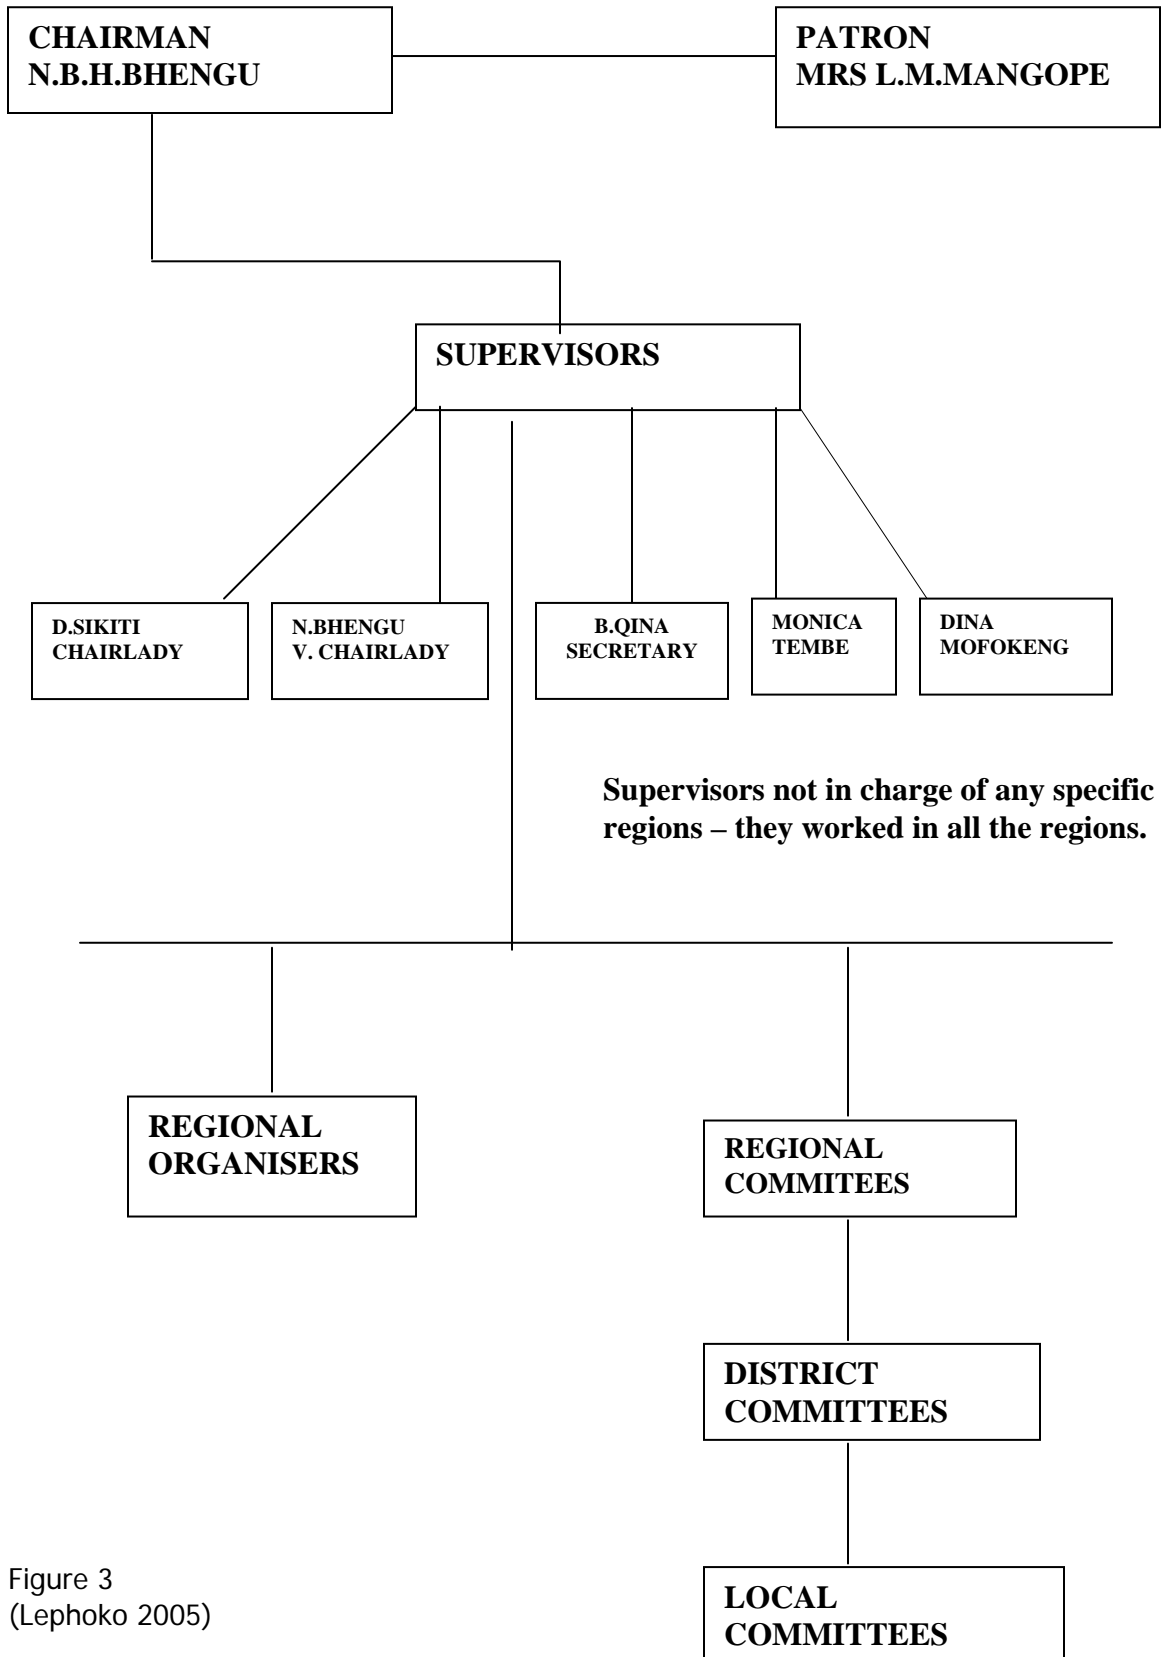 CHAIRMAN
N.B.H.BHENGU
PATRON
MRS L.M.MANGOPE
SUPERVISORS
D.SIKITI
CHAIRLADY
N.BHENGU
V. CHAIRLADY
B.QINA
SECRETARY
MONICA
TEMBE
DINA
MOFOKENG
Supervisors not in charge of any specific
regions – they worked in all the regions.
REGIONAL
ORGANISERS
REGIONAL
COMMITEES
DISTRICT
COMMITTEES
LOCAL
COMMITTEES
Figure 3
(Lephoko 2005)